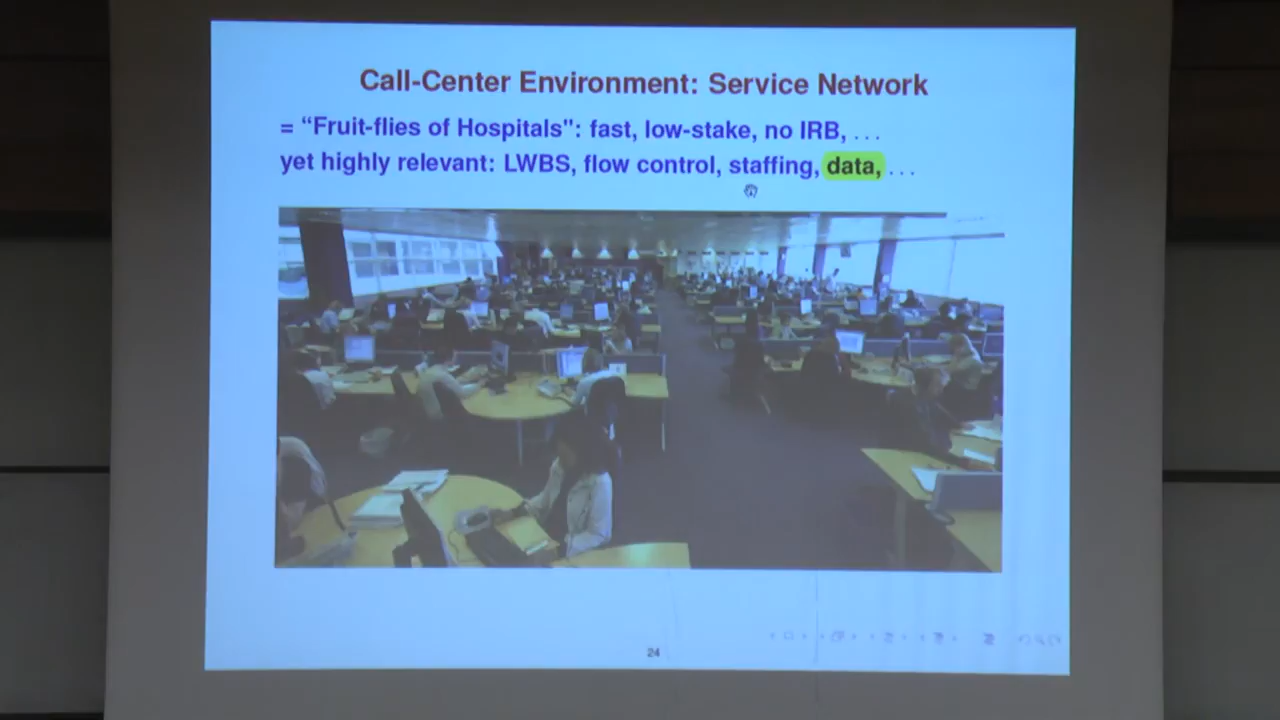 Call-Center Environment: Service Network
= “Fruit-flies of Hospitals": fast, low-stake, no IRB, . . .
yet highly relevant: LWBS, flow control, staffing, data, . . .
24